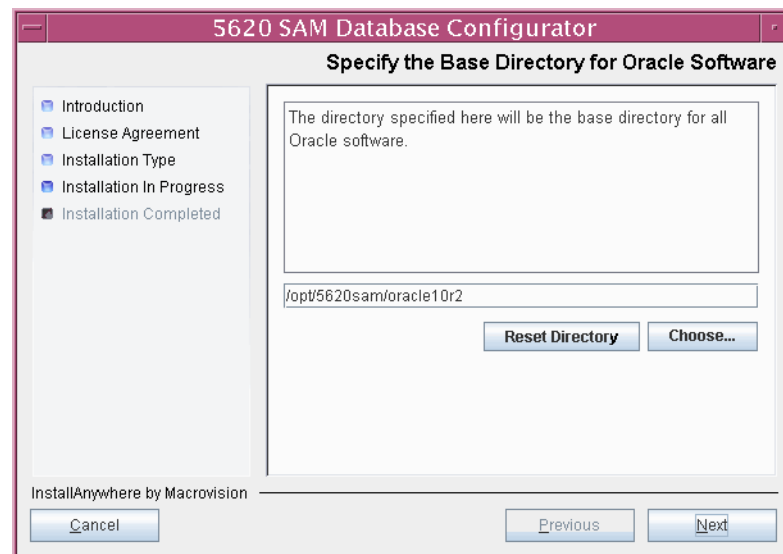 5620 SAM Database Configurator
Specify the Base Directory for Oracle Software
Introduction
License Agreement
Installation Type
Installation In Progress
Installation Completed
The directory specified here will be the base directory for all
Oracle software.
/opt/5620sam/oracle10r2
Reset Directory
Choose...
InstallAnywhere by Macrovision
Cancel
Previous
Next